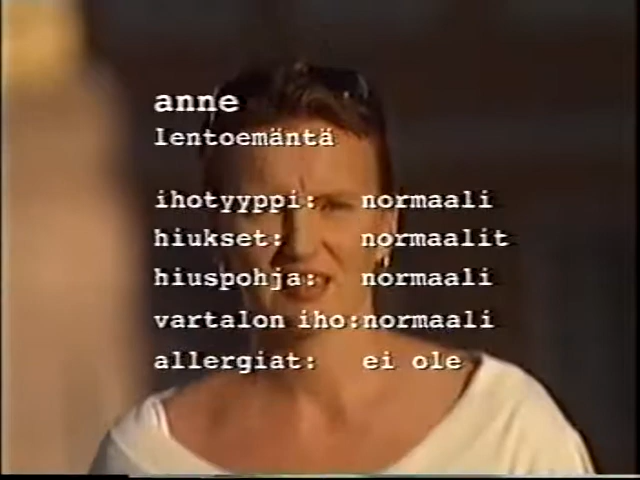 anne
lentoemäntä
ihotyyppi: normaali
hiukset: normaalit
hiuspohja: normaali
vartalon iho: normaali
allergiat: ei ole